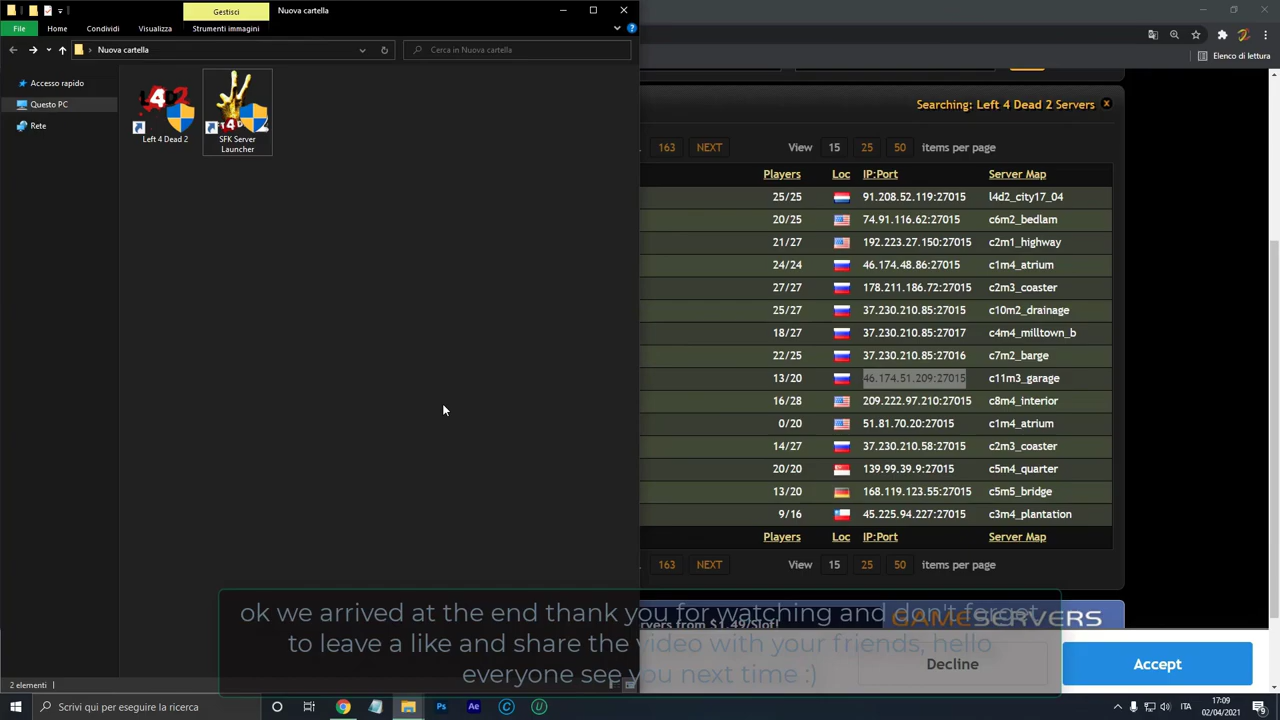 Gestisci
Nuova cartella
File
Home
Condividi
Visualizza
Strumenti immagini
Nuova cartella
Cerca in Nuova cartella
Accesso rapido
Questo PC
Rete
Left 4 Dead 2
SFK Server
Launcher
2 elementi
Elenco di lettura
Searching: Left 4 Dead 2 Servers
163 NEXT View 15 25 50 items per page
Players Loc IP:Port Server Map
25/25 91.208.52.119:27015 l4d2_city17_04
20/25 74.91.116.62:27015 c6m2_bedlam
21/27 192.223.27.150:27015 c2m1_highway
24/24 46.174.48.86:27015 c1m4_atrium
27/27 178.211.186.72:27015 c2m3_coaster
25/27 37.230.210.85:27015 c10m2_drainage
18/27 37.230.210.85:27017 c4m4_milltown_b
22/25 37.230.210.85:27016 c7m2_barge
13/20 46.174.51.209:27015 c11m3_garage
16/28 209.222.97.210:27015 c8m4_interior
0/20 51.81.70.20:27015 c1m4_atrium
14/27 37.230.210.58:27015 c2m3_coaster
20/20 139.99.39.9:27015 c5m4_quarter
13/20 168.119.123.55:27015 c5m5_bridge
9/16 45.225.94.227:27015 c3m4_plantation
Players Loc IP:Port Server Map
163 NEXT View 15 25 50 items per page
ok we arrived at the end thank you for watching and don't forget
to leave a like and share the video with your friends, hello
everyone see you next time :)
Servers from $1.49/Slot!
GAMESERVERS
Decline
Accept
Scrivi qui per eseguire la ricerca
Ps
Ae
ITA
17:09
02/04/2021